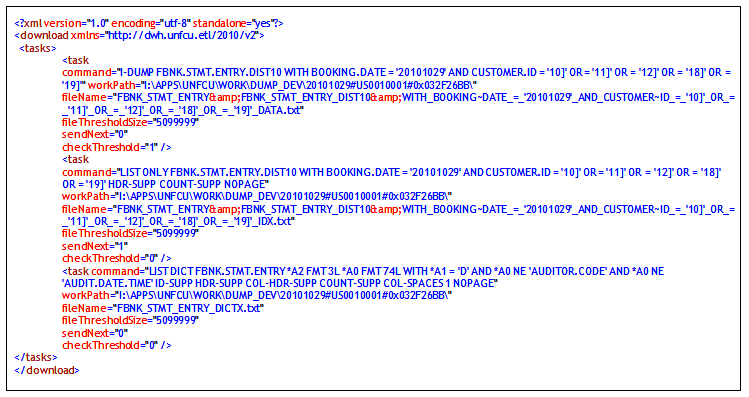 <?xml version="1.0" encoding="utf-8" standalone="yes"?>
<download xmlns="http://dwh.unfcu.etl/2010/v2">
<tasks>
<task
command="I-DUMP FBNK.STMT.ENTRY.DIST10 WITH BOOKING.DATE = '20101029' AND CUSTOMER.ID = '10]' OR = '11]' OR = '12]' OR = '18]' OR =
'19]'" workPath="I:\APPS\UNFCU\WORK\DUMP_DEV\20101029#US0010001#0x032F26BB\"
fileName="FBNK_STMT_ENTRY&amp;FBNK_STMT_ENTRY_DIST10&amp;WITH_BOOKING~DATE_=_'20101029'_AND_CUSTOMER~ID_=_'10]'_OR_=
_'11]'_OR_=_'12]'_OR_=_'18]'_OR_=_'19]'_DATA.txt"
fileThresholdSize="5099999"
sendNext="0"
checkThreshold="1" />
<task
command="LIST ONLY FBNK.STMT.ENTRY.DIST10 WITH BOOKING.DATE = '20101029' AND CUSTOMER.ID = '10]' OR = '11]' OR = '12]' OR = '18]'
OR = '19]' HDR-SUPP COUNT-SUPP NOPAGE"
workPath="I:\APPS\UNFCU\WORK\DUMP_DEV\20101029#US0010001#0x032F26BB\"
fileName="FBNK_STMT_ENTRY&amp;FBNK_STMT_ENTRY_DIST10&amp;WITH_BOOKING~DATE_=_'20101029'_AND_CUSTOMER~ID_=_'10]'_OR_=
_'11]'_OR_=_'12]'_OR_=_'18]'_OR_=_'19]'_IDX.txt"
fileThresholdSize="5099999"
sendNext="1"
checkThreshold="0" />
<task command="LIST DICT FBNK.STMT.ENTRY *A2 FMT 3L *A0 FMT 74L WITH *A1 = 'D' AND *A0 NE 'AUDITOR.CODE' AND *A0 NE
'AUDIT.DATE.TIME' ID-SUPP HDR-SUPP COL-HDR-SUPP COUNT-SUPP COL-SPACES 1 NOPAGE"
workPath="I:\APPS\UNFCU\WORK\DUMP_DEV\20101029#US0010001#0x032F26BB\"
fileName="FBNK_STMT_ENTRY_DICTX.txt"
fileThresholdSize="5099999"
sendNext="0"
checkThreshold="0" />
</tasks>
</download>